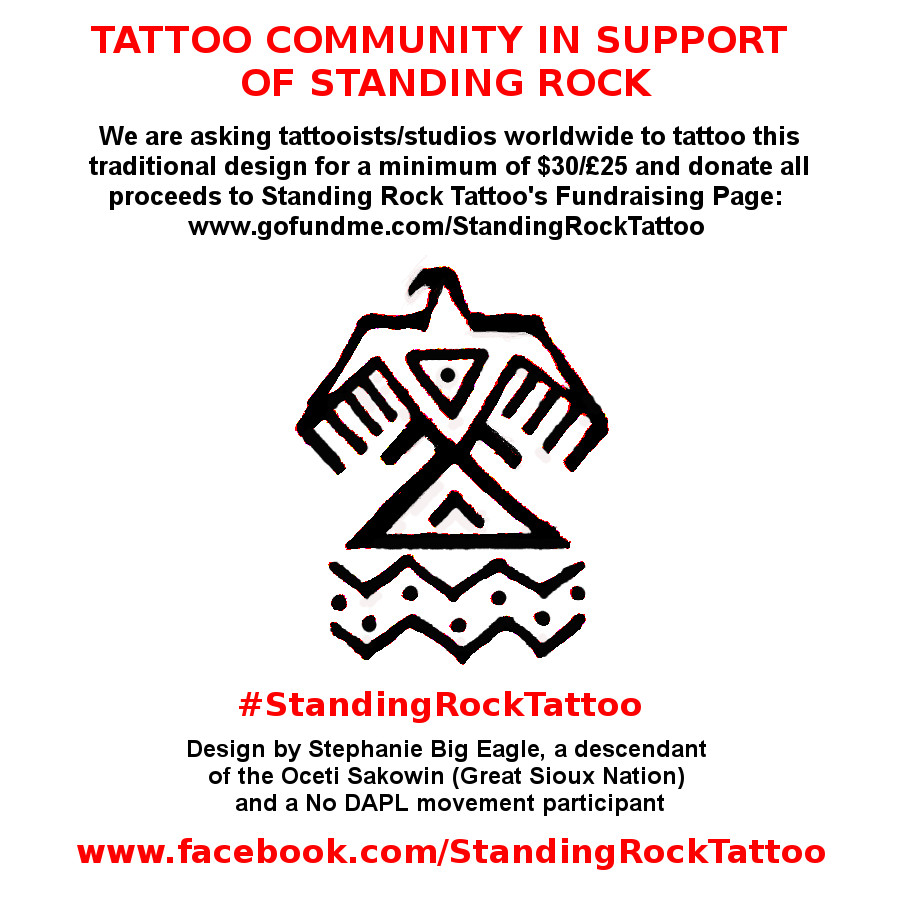 TATTOO COMMUNITY IN SUPPORT
OF STANDING ROCK
We are asking tattooists/studios worldwide to tattoo this
traditional design for a minimum of $30/£25 and donate all
proceeds to Standing Rock Tattoo's Fundraising Page:
www.gofundme.com/StandingRockTattoo
#StandingRockTattoo
Design by Stephanie Big Eagle, a descendant
of the Oceti Sakowin (Great Sioux Nation)
and a No DAPL movement participant
www.facebook.com/StandingRockTattoo